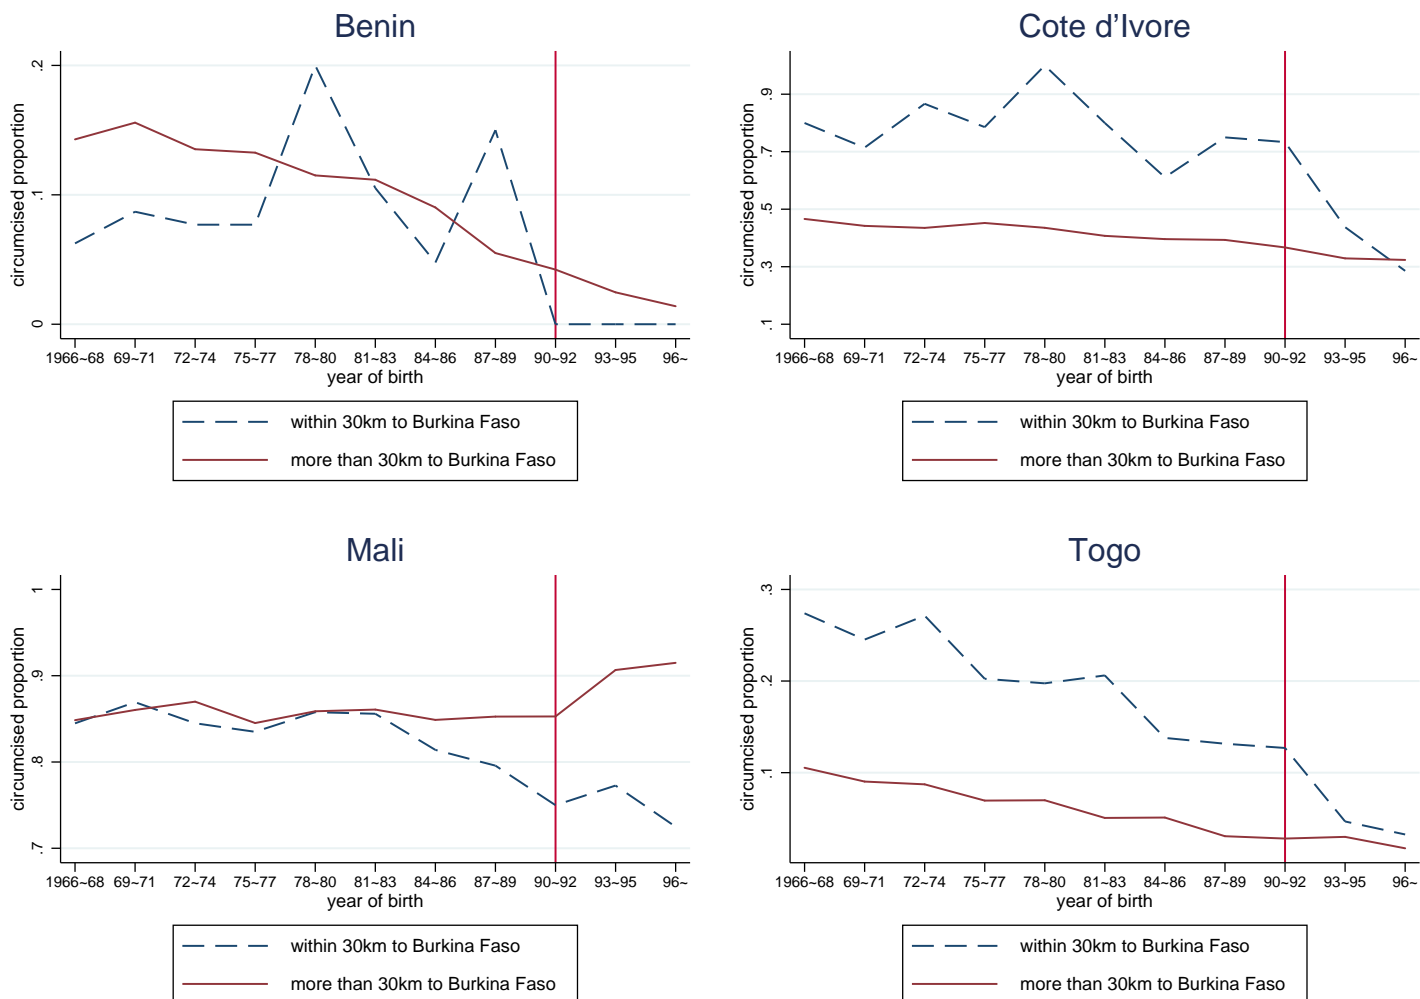 Benin
circumcised proportion
.2
.1
0
1966~68 69~71 72~74 75~77 78~80 81~83 84~86 87~89 90~92 93~95 96~
year of birth
within 30km to Burkina Faso
more than 30km to Burkina Faso
Cote d'Ivore
circumcised proportion
.9
.7
.5
.3
.1
1966~68 69~71 72~74 75~77 78~80 81~83 84~86 87~89 90~92 93~95 96~
year of birth
within 30km to Burkina Faso
more than 30km to Burkina Faso
Mali
circumcised proportion
1
.9
.8
.7
1966~68 69~71 72~74 75~77 78~80 81~83 84~86 87~89 90~92 93~95 96~
year of birth
within 30km to Burkina Faso
more than 30km to Burkina Faso
Togo
circumcised proportion
.3
.2
.1
1966~68 69~71 72~74 75~77 78~80 81~83 84~86 87~89 90~92 93~95 96~
year of birth
within 30km to Burkina Faso
more than 30km to Burkina Faso